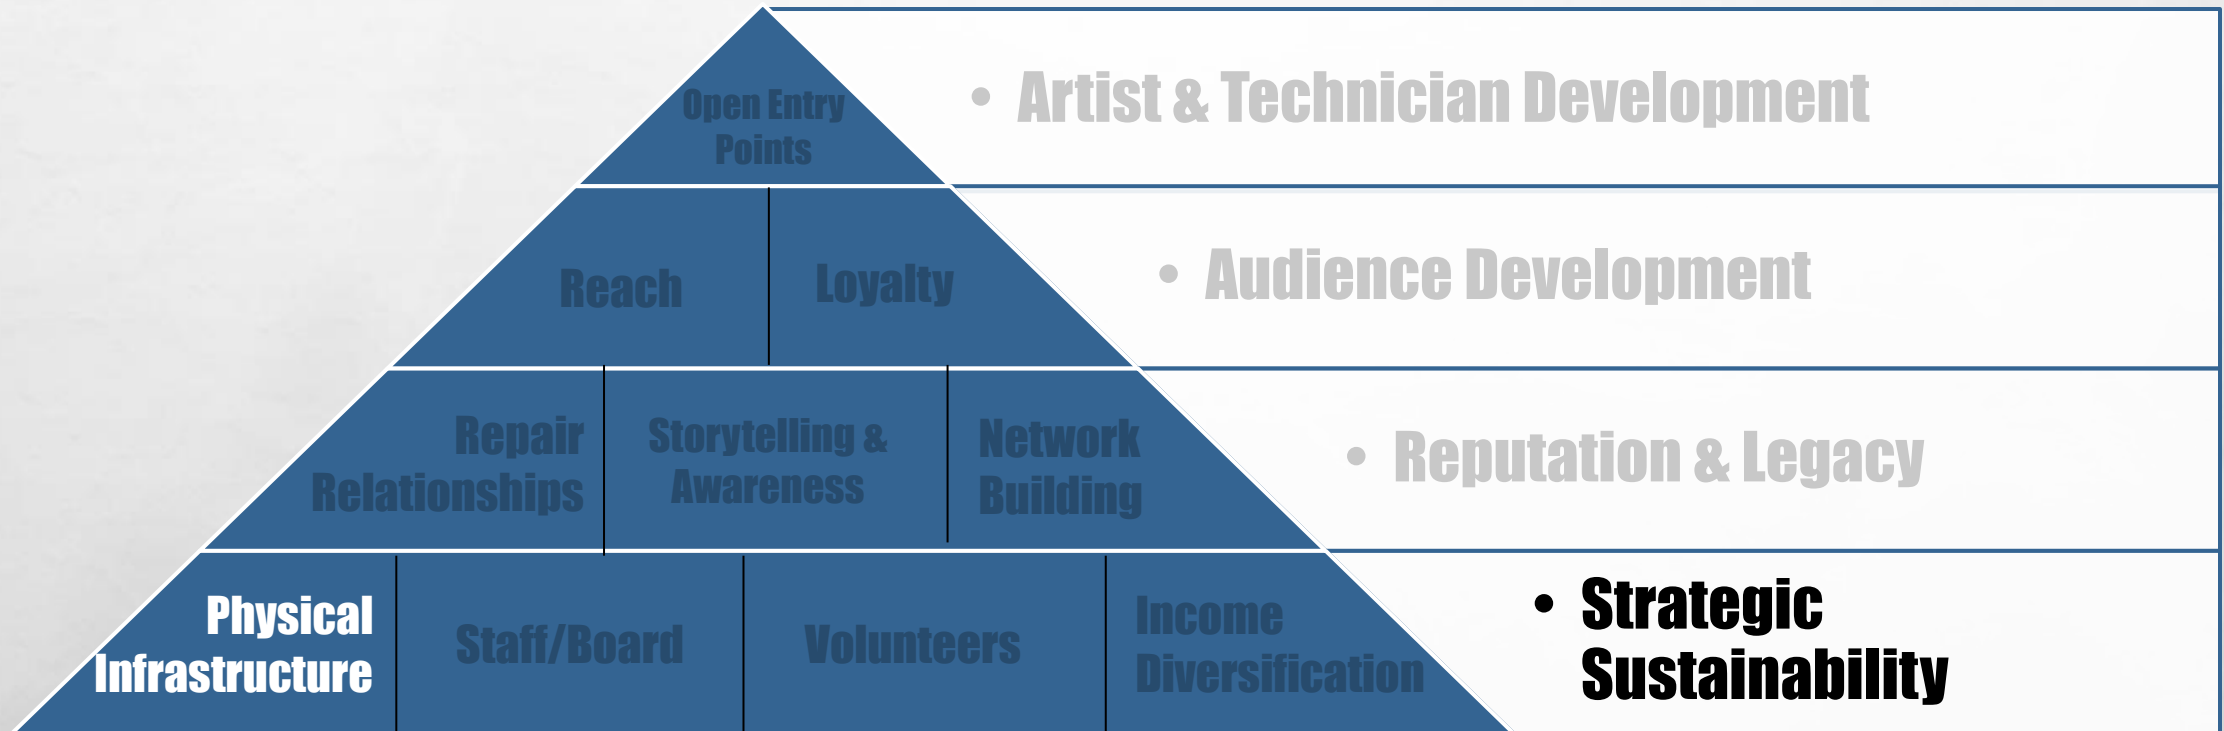 Open Entry
Points
• Artist & Technician Development
Reach
Loyalty
• Audience Development
Repair
Relationships
Storytelling &
Awareness
Network
Building
• Reputation & Legacy
Physical
Infrastructure
Staff/Board
Volunteers
Income
Diversification
• Strategic
Sustainability